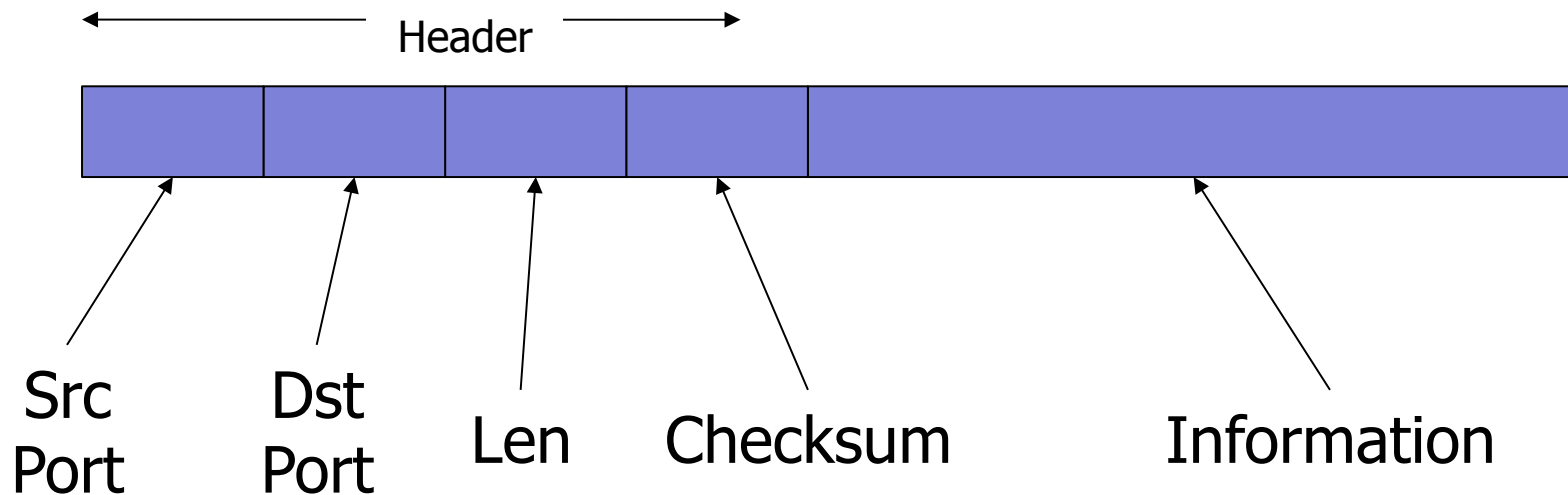 Header
Src
Port
Dst
Port
Len
Checksum
Information